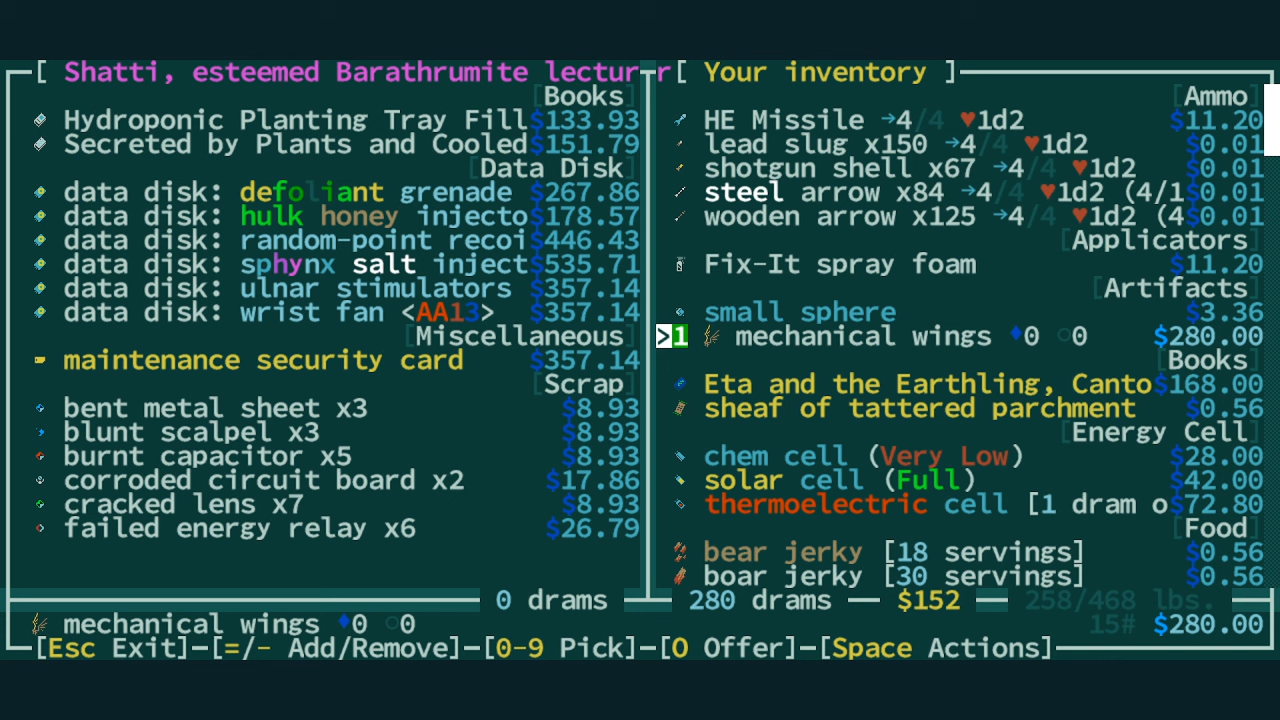 [ Shatti, esteemed Barathrumite lecturr[ Your inventory ]
[Books]
Hydroponic Planting Tray Fill$133.93
Secreted by Plants and Cooled$151.79
[Data Disk]
data disk: defoliant grenade $267.86
data disk: hulk honey injecto$178.57
data disk: random-point recoi$446.43
data disk: sphynx salt inject$535.71
data disk: ulnar stimulators $357.14
data disk: wrist fan <AA13> $357.14
[Miscellaneous]
maintenance security card $357.14
[Scrap]
bent metal sheet x3 $8.93
blunt scalpel x3 $8.93
burnt capacitor x5 $8.93
corroded circuit board x2 $17.86
cracked lens x7 $8.93
failed energy relay x6 $26.79
[Ammo]
HE Missile →4/4 ♥1d2 $11.20
lead slug x150 →4/4 ♥1d2 $0.01
shotgun shell x67 →4/4 ♥1d2 $0.01
steel arrow x84 →4/4 ♥1d2 (4/1$0.01
wooden arrow x125 →4/4 ♥1d2 (4$0.01
[Applicators]
Fix-It spray foam $11.20
[Artifacts]
small sphere $3.36
>1 mechanical wings ♦0 ○0 $280.00
[Books]
Eta and the Earthling, Canto$168.00
sheaf of tattered parchment $0.56
[Energy Cell]
chem cell (Very Low) $28.00
solar cell (Full) $42.00
thermoelectric cell [1 dram o$72.80
[Food]
bear jerky [18 servings] $0.56
boar jerky [30 servings] $0.56
0 drams 280 drams $152 258/468 lbs.
mechanical wings ♦0 ○0 15# $280.00
[Esc Exit]-[=/- Add/Remove]-[0-9 Pick]-[O Offer]-[Space Actions]